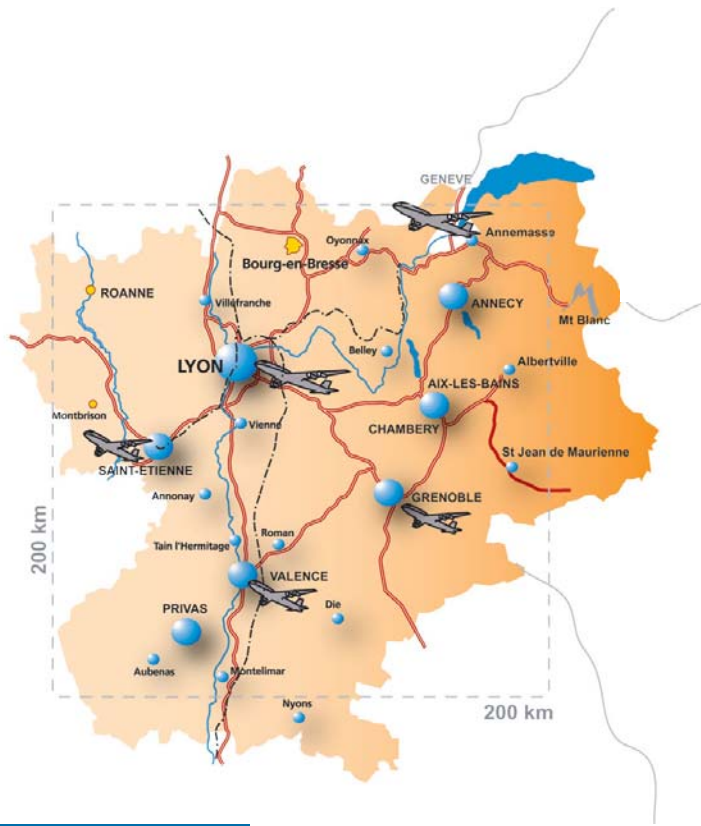 GENEVE
Annemasse
Oyonnax
Bourg-en-Bresse
ROANNE
Villefranche
ANNECY
Mt Blanc
Belley
LYON
Albertville
AIX-LES-BAINS
Montbrison
CHAMBERY
Vienne
St Jean de Maurienne
SAINT-ETIENNE
Annonay
GRENOBLE
200 km
Roman
Tain l'Hermitage
VALENCE
Die
PRIVAS
Aubenas
Montelimar
Nyons
200 km